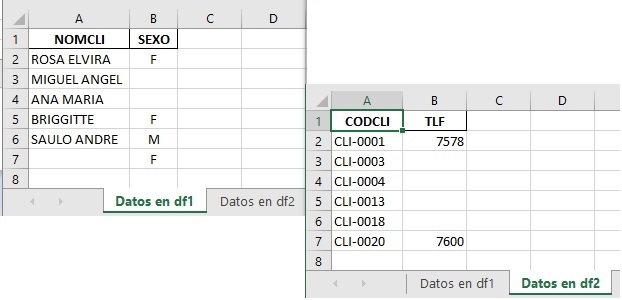 A B C D
1 NOMCLI SEXO
2 ROSA ELVIRA F
3 MIGUEL ANGEL
4 ANA MARIA
5 BRIGGITTE F
6 SAULO ANDRE M
7 F
8
Datos en df1 Datos en df2
A B C D
1 CODCLI TLF
2 CLI-0001 7578
3 CLI-0003
4 CLI-0004
5 CLI-0013
6 CLI-0018
7 CLI-0020 7600
8
Datos en df1 Datos en df2